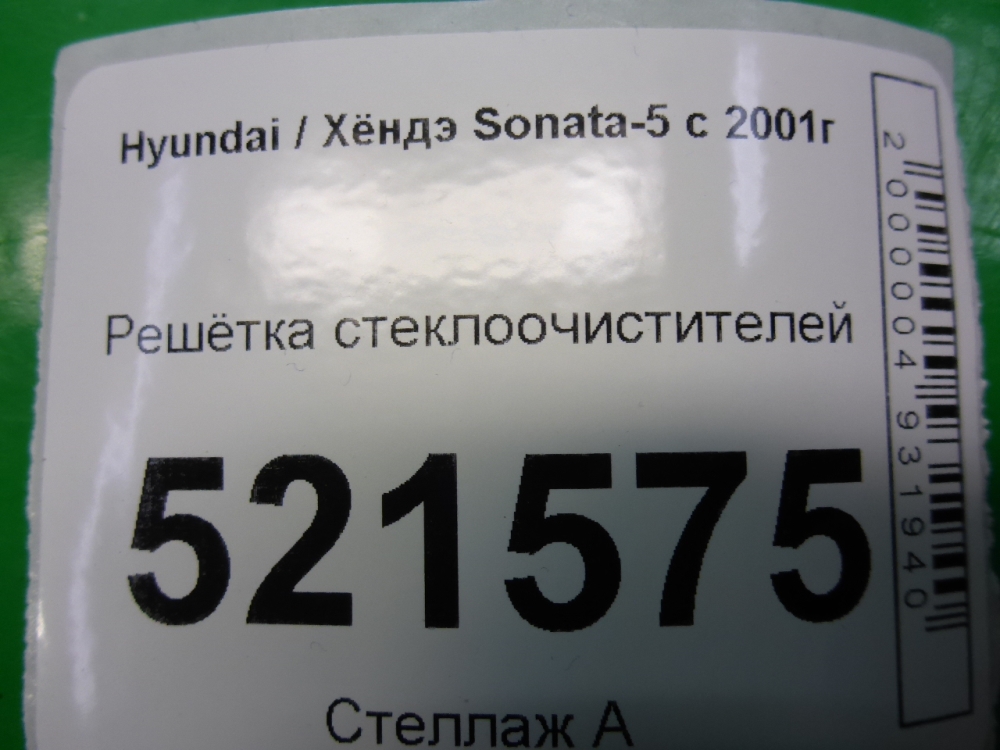 Hyundai / Хёндэ Sonata-5 с 2001г
Решётка стеклоочистителей
521575
Стеллаж А
2000004931940